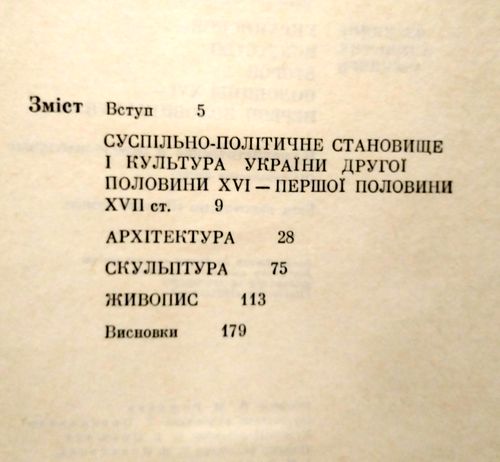 Зміст
Вступ 5
СУСПІЛЬНО-ПОЛІТИЧНЕ СТАНОВИЩЕ
І КУЛЬТУРА УКРАЇНИ ДРУГОЇ
ПОЛОВИНИ XVI — ПЕРШОЇ ПОЛОВИНИ
XVII ст. 9
АРХІТЕКТУРА 28
СКУЛЬПТУРА 75
ЖИВОПИС 113
Висновки 179